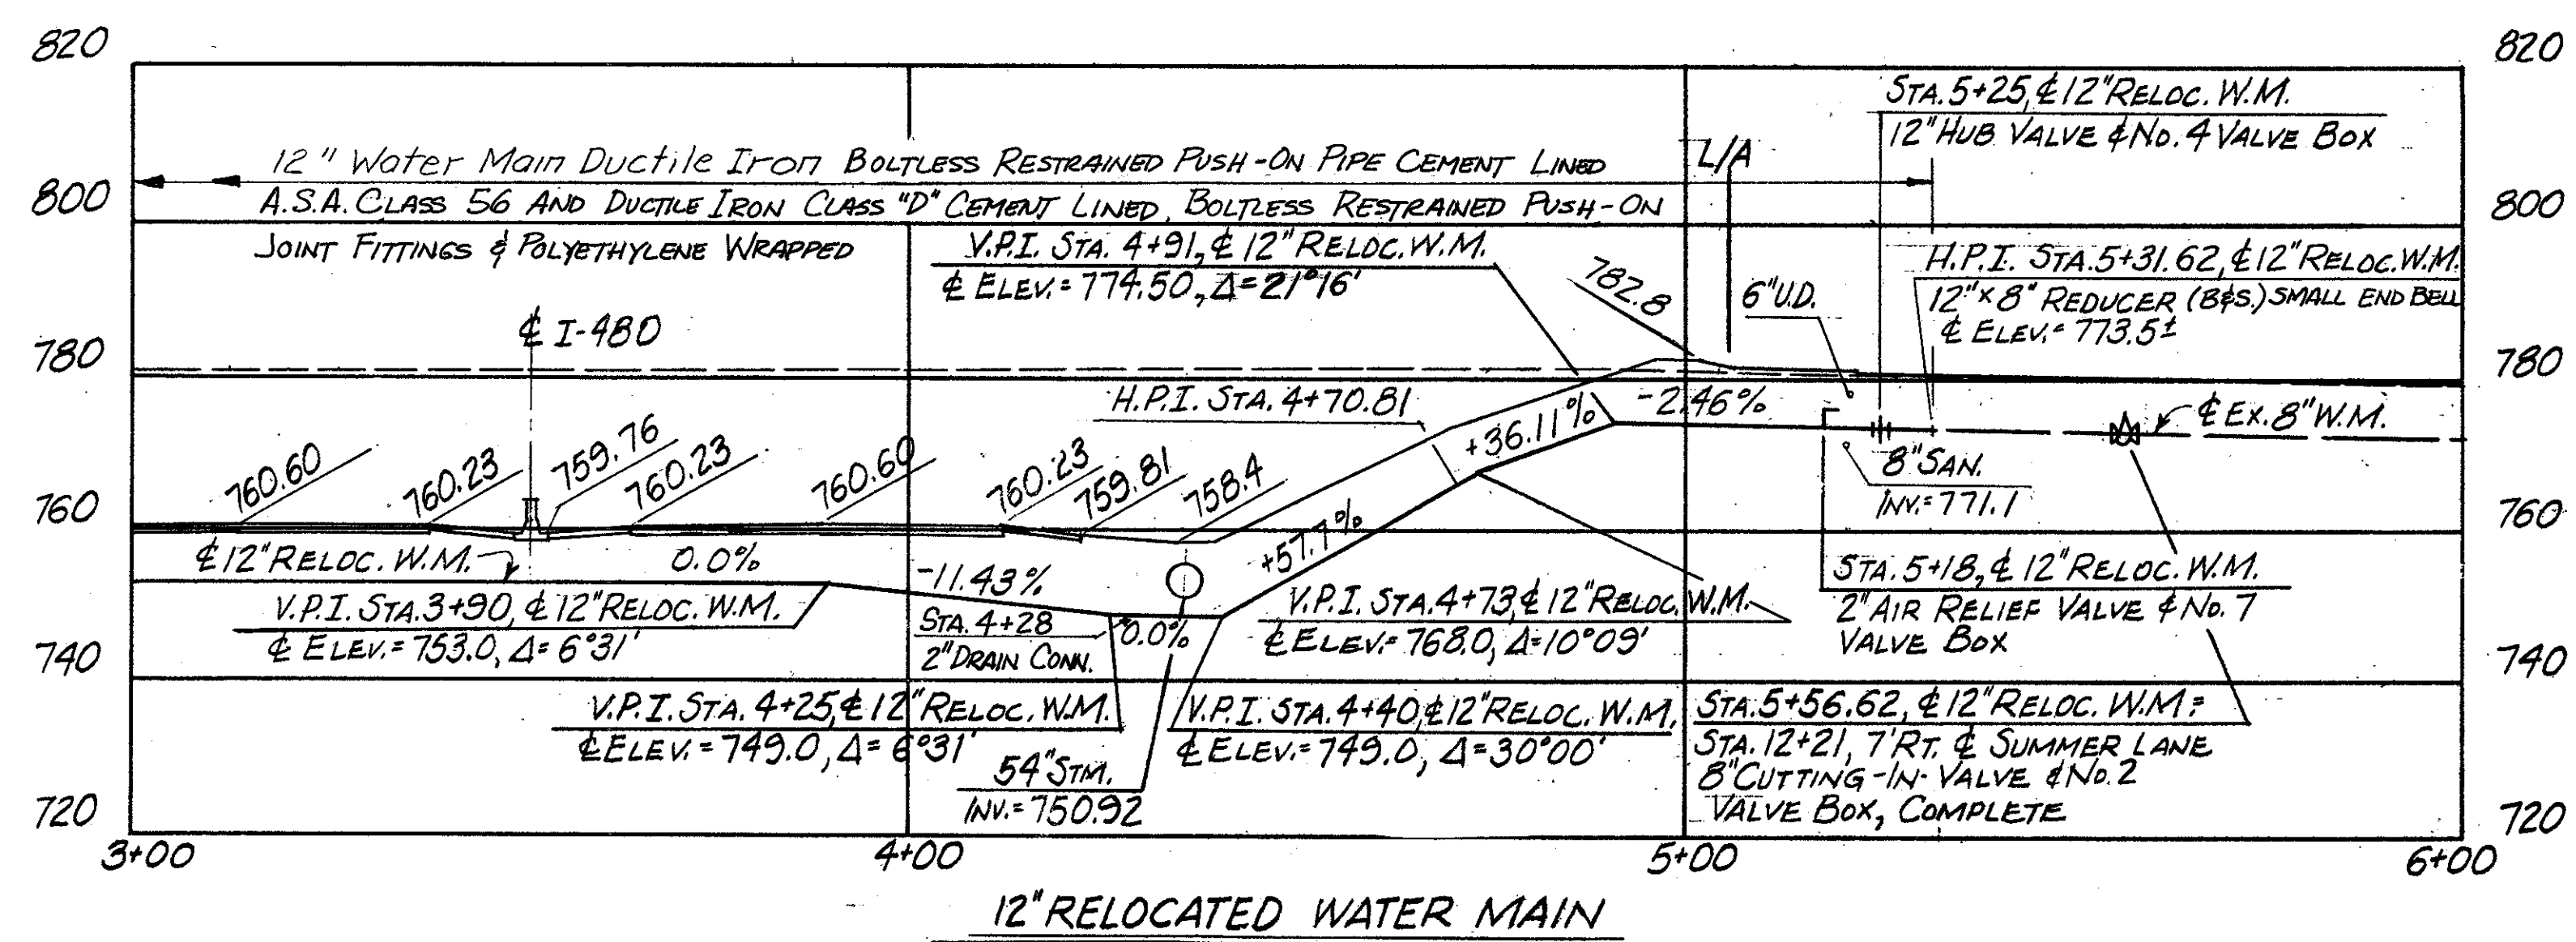 820
820
STA. 5+25, ℄ 12" RELOC. W.M.
12" HUB VALVE & No. 4 VALVE BOX
12" Water Main Ductile Iron BOLTLESS RESTRAINED PUSH-ON PIPE CEMENT LINED
L/A
800
A.S.A. CLASS 56 AND DUCTILE IRON CLASS "D" CEMENT LINED, BOLTLESS RESTRAINED PUSH-ON
800
JOINT FITTINGS & POLYETHYLENE WRAPPED
V.P.I. STA. 4+91, ℄ 12" RELOC. W.M.
℄ ELEV. = 774.50, Δ = 21°16'
782.8
6" U.D.
H.P.I. STA. 5+31.62, ℄ 12" RELOC. W.M.
12" x 8" REDUCER (B&S.) SMALL END BELL
℄ ELEV. = 773.5±
℄ I-480
780
780
H.P.I. STA. 4+70.81
-2.46%
+36.11%
℄ EX. 8" W.M.
760.60
760.23
759.76
760.23
760.60
760.23
759.81
758.4
8" SAN.
INV. = 771.1
760
760
+57.7%
℄ 12" RELOC. W.M.
0.0%
-11.43%
STA. 5+18, ℄ 12" RELOC. W.M.
2" AIR RELIEF VALVE & No. 7
VALVE BOX
V.P.I. STA. 3+90, ℄ 12" RELOC. W.M.
℄ ELEV. = 753.0, Δ = 6°31'
STA. 4+28
2" DRAIN CONN.
0.0%
V.P.I. STA. 4+73, ℄ 12" RELOC. W.M.
℄ ELEV. = 768.0, Δ = 10°09'
740
740
V.P.I. STA. 4+25, ℄ 12" RELOC. W.M.
℄ ELEV. = 749.0, Δ = 6°31'
V.P.I. STA. 4+40, ℄ 12" RELOC. W.M.
℄ ELEV. = 749.0, Δ = 30°00'
STA. 5+56.62, ℄ 12" RELOC. W.M. =
STA. 12+21, 7' RT. ℄ SUMMER LANE
8" CUTTING-IN VALVE & No. 2
VALVE BOX, COMPLETE
54" STM.
INV. = 750.92
720
720
3+00
4+00
5+00
6+00
12" RELOCATED WATER MAIN